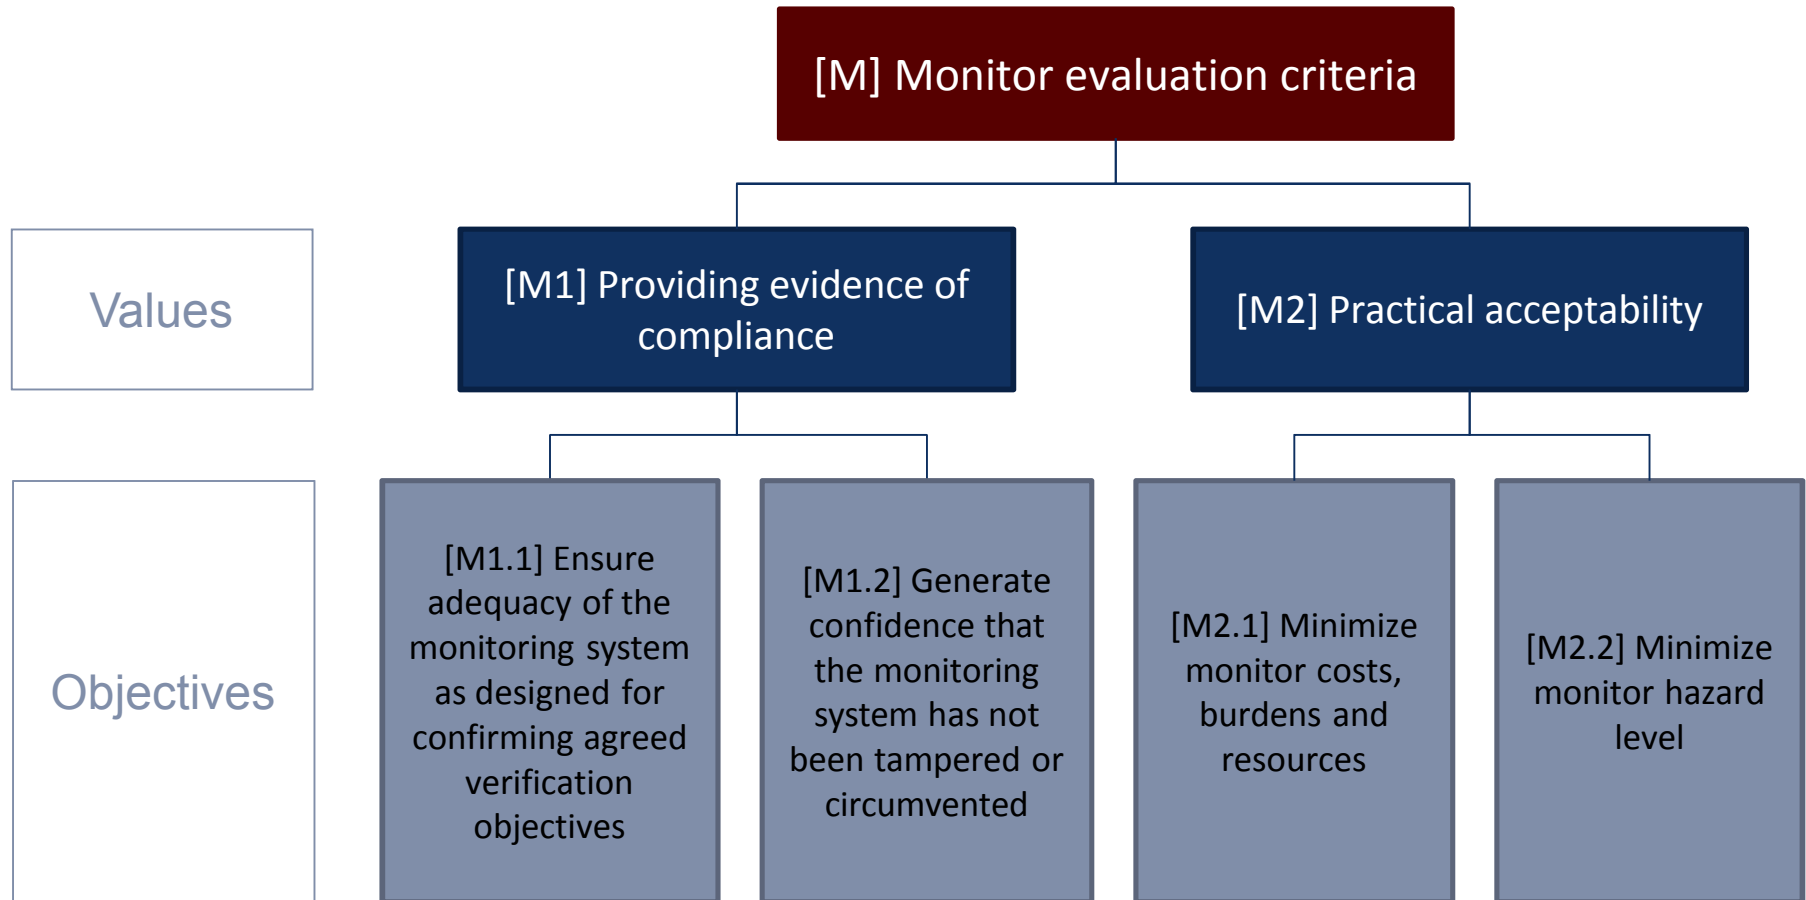 [M] Monitor evaluation criteria
Values
[M1] Providing evidence of
compliance
[M2] Practical acceptability
Objectives
[M1.1] Ensure
adequacy of the
monitoring system
as designed for
confirming agreed
verification
objectives
[M1.2] Generate
confidence that
the monitoring
system has not
been tampered or
circumvented
[M2.1] Minimize
monitor costs,
burdens and
resources
[M2.2] Minimize
monitor hazard
level